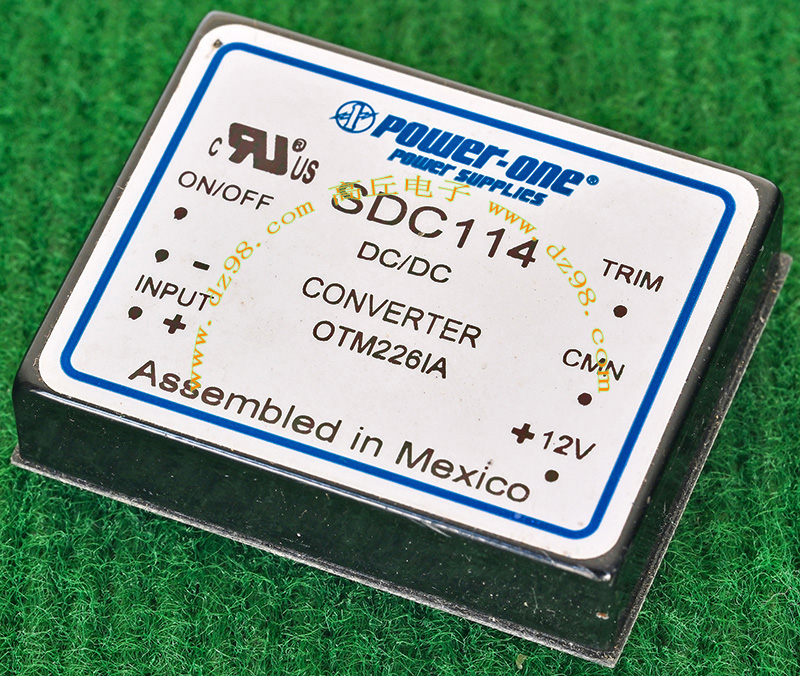 POWER-ONE®
POWER SUPPLIES
c RU® US
SDC114
DC/DC
CONVERTER
OTM226IA
ON/OFF
-
INPUT
+
TRIM
CMN
+12V
Assembled in Mexico
www.dz98.com 商丘电子 www.dz98.com